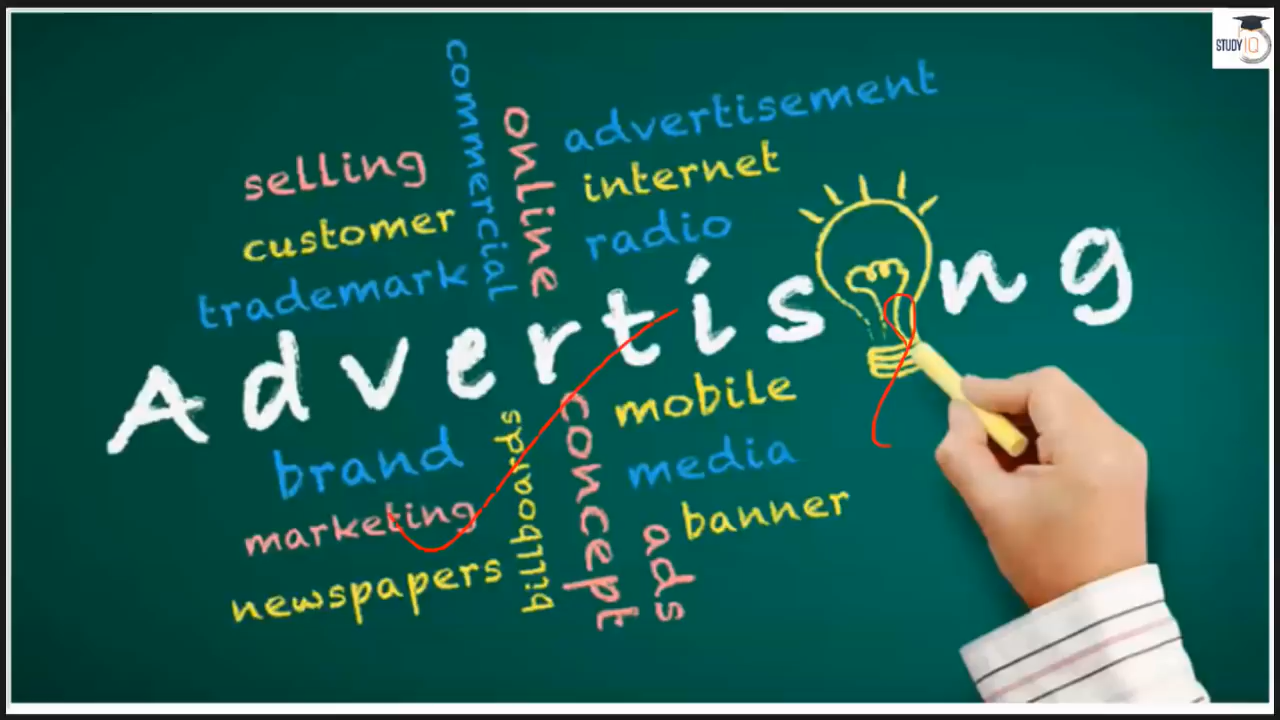 STUDY IQ
commercial
online
advertisement
selling
internet
customer
radio
trademark
Advertising
brand
billboards
concept
mobile
marketing
media
newspapers
ads
banner